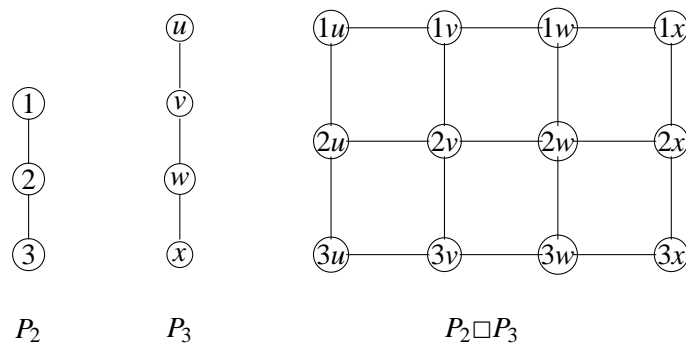 u
1u 1v 1w 1x
1
v
2u 2v 2w 2x
2
w
3
x
3u 3v 3w 3x
P₂
P₃
P₂□P₃